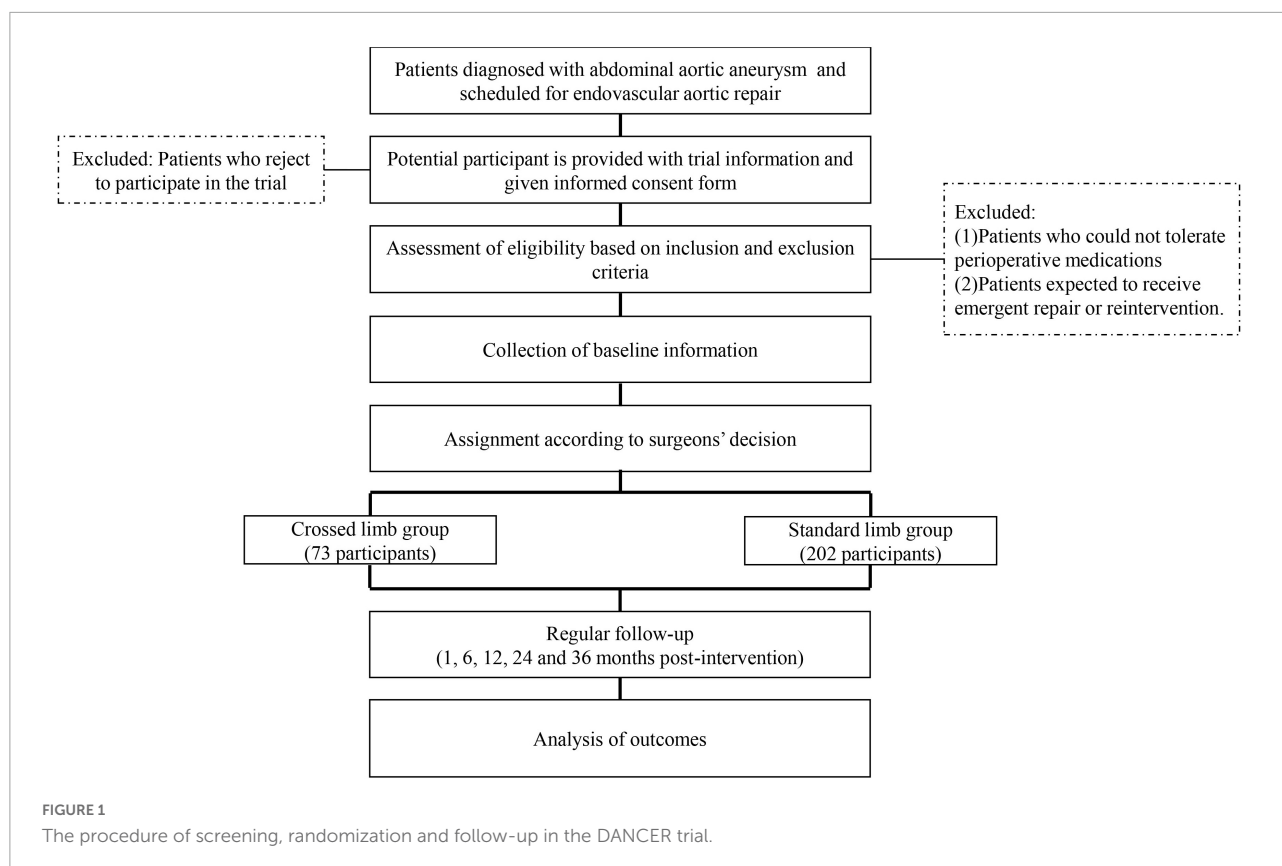 Patients diagnosed with abdominal aortic aneurysm and
scheduled for endovascular aortic repair
Excluded: Patients who reject
to participate in the trial
Potential participant is provided with trial information and
given informed consent form
Assessment of eligibility based on inclusion and exclusion
criteria
Excluded:
(1)Patients who could not tolerate
perioperative medications
(2)Patients expected to receive
emergent repair or reintervention.
Collection of baseline information
Assignment according to surgeons’ decision
Crossed limb group
(73 participants)
Standard limb group
(202 participants)
Regular follow-up
(1, 6, 12, 24 and 36 months post-intervention)
Analysis of outcomes
FIGURE 1
The procedure of screening, randomization and follow-up in the DANCER trial.